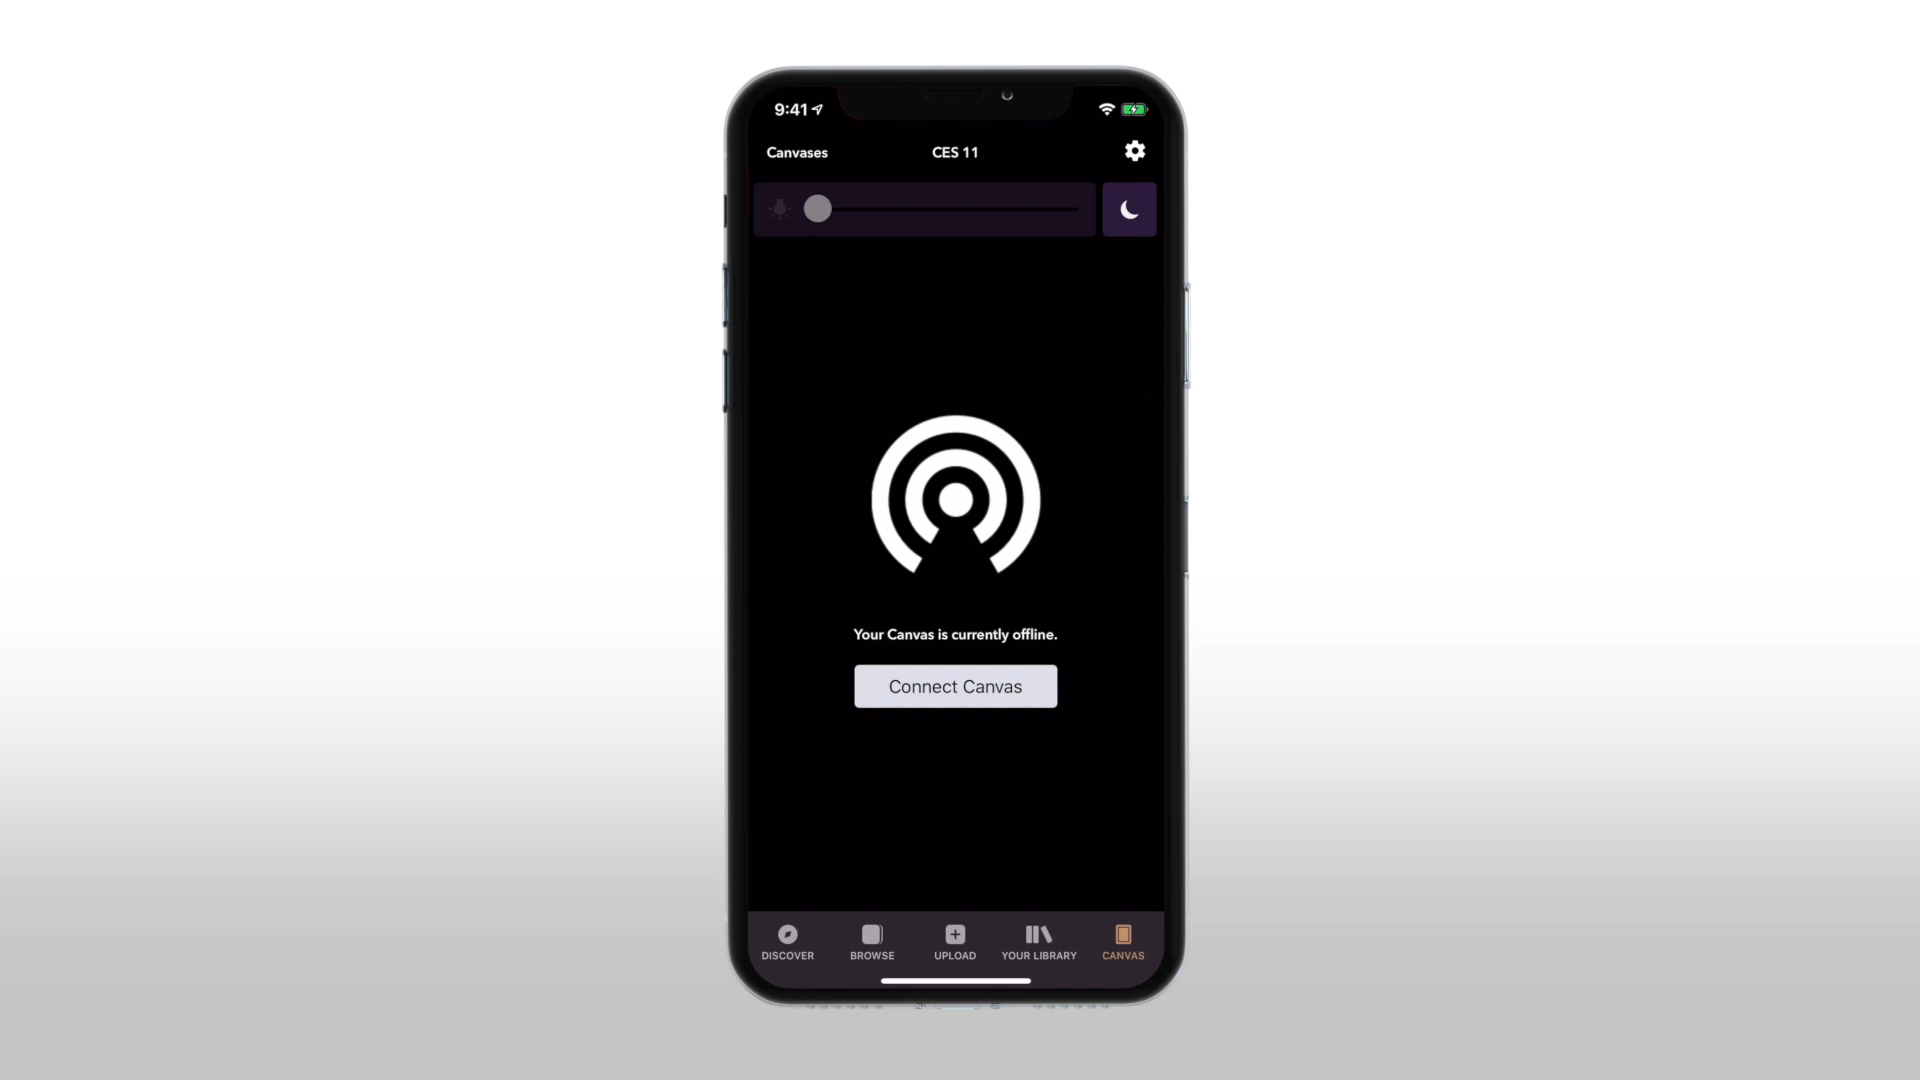 9:41
Canvases
CES 11
Your Canvas is currently offline.
Connect Canvas
DISCOVER
BROWSE
UPLOAD
YOUR LIBRARY
CANVAS